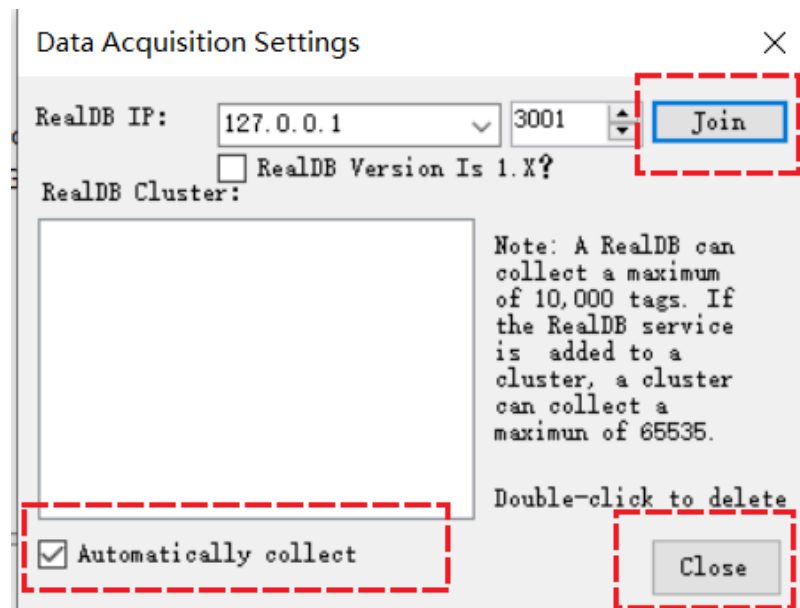 Data Acquisition Settings
RealDB IP: 127.0.0.1 3001 Join
RealDB Version Is 1.X?
RealDB Cluster:
Note: A RealDB can
collect a maximum
of 10,000 tags. If
the RealDB service
is added to a
cluster, a cluster
can collect a
maximun of 65535.
Double-click to delete
Automatically collect
Close